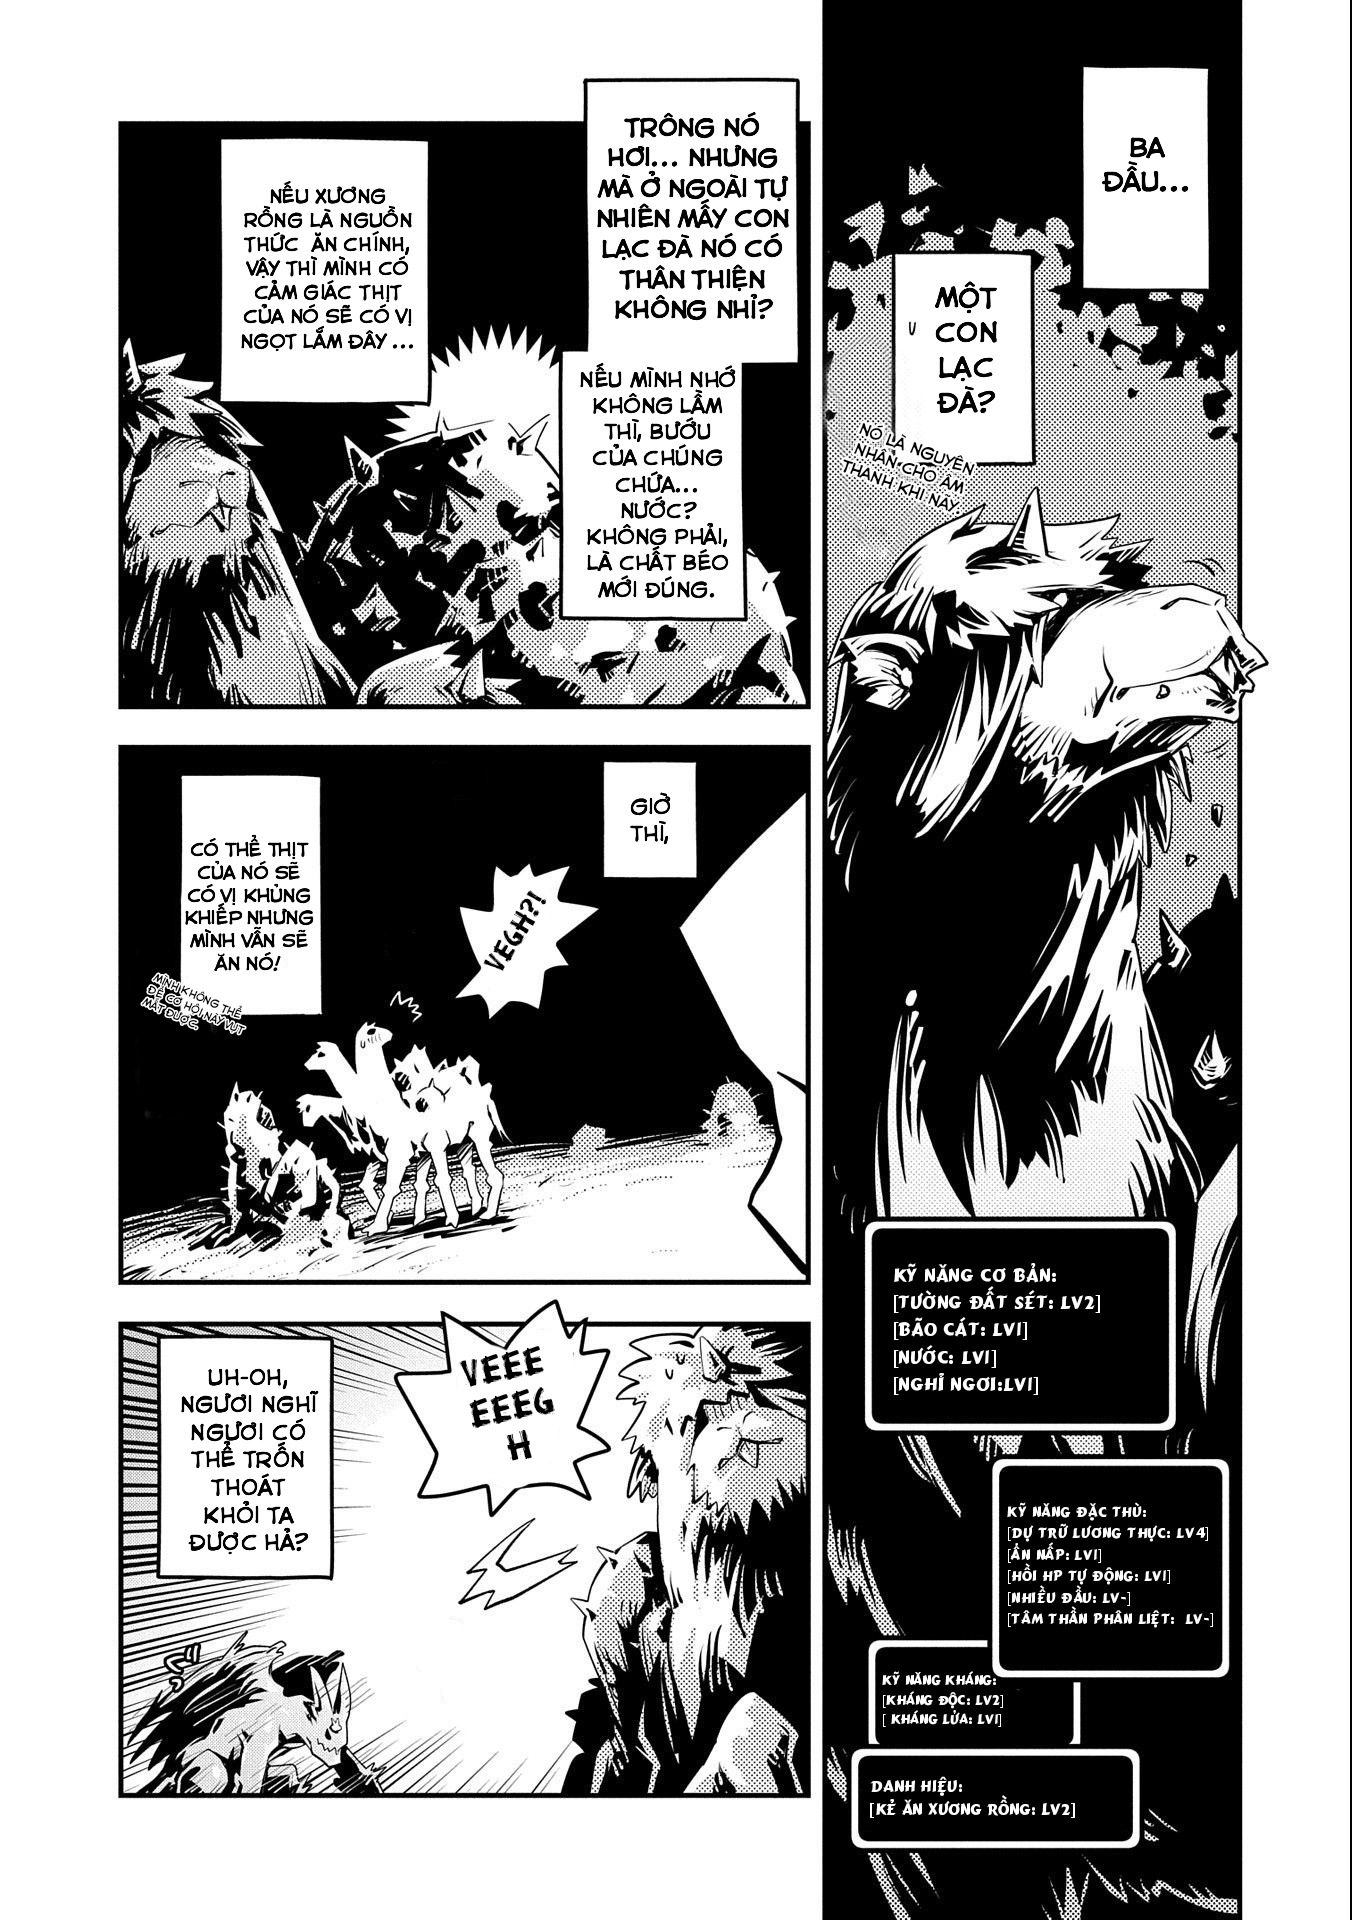 BA
ĐẦU...
MỘT
CON
LẠC
ĐÀ?
NÓ LÀ NGUYÊN
NHÂN CHO ÂM
THANH KHI NÃY.
KỸ NĂNG CƠ BẢN:
[TƯỜNG ĐẤT SÉT: LV2]
[BÃO CÁT: LV1]
[NƯỚC: LV1]
[NGHỈ NGƠI:LV1]
KỸ NĂNG ĐẶC THÙ:
[DỰ TRỮ LƯƠNG THỰC: LV4]
[ẨN NẤP: LV1]
[HỒI HP TỰ ĐỘNG: LV1]
[NHIỀU ĐẦU: LV-]
[TÂM THẦN PHÂN LIỆT: LV-]
KỸ NĂNG KHÁNG:
[KHÁNG ĐỘC: LV2]
[ KHÁNG LỬA: LV1]
DANH HIỆU:
[KẺ ĂN XƯƠNG RỒNG: LV2]
TRÔNG NÓ
HƠI... NHƯNG
MÀ Ở NGOÀI TỰ
NHIÊN MẤY CON
LẠC ĐÀ NÓ CÓ
THÂN THIỆN
KHÔNG NHỈ?
NẾU MÌNH NHỚ
KHÔNG LẦM
THÌ, BƯỚU
CỦA CHÚNG
CHỨA...
NƯỚC?
KHÔNG PHẢI,
LÀ CHẤT BÉO
MỚI ĐÚNG.
NẾU XƯƠNG
RỒNG LÀ NGUỒN
THỨC ĂN CHÍNH,
VẬY THÌ MÌNH CÓ
CẢM GIÁC THỊT
CỦA NÓ SẼ CÓ VỊ
NGỌT LẮM ĐÂY ...
GIỜ
THÌ,
VEGH?!
CÓ THỂ THỊT
CỦA NÓ SẼ
CÓ VỊ KHỦNG
KHIẾP NHƯNG
MÌNH VẪN SẼ
ĂN NÓ!
MÌNH KHÔNG THỂ
ĐỂ CƠ HỘI NÀY VỤT
MẤT ĐƯỢC.
VEEE
EEEG
H
UH-OH,
NGƯƠI NGHĨ
NGƯƠI CÓ
THỂ TRỐN
THOÁT
KHỎI TA
ĐƯỢC HẢ?